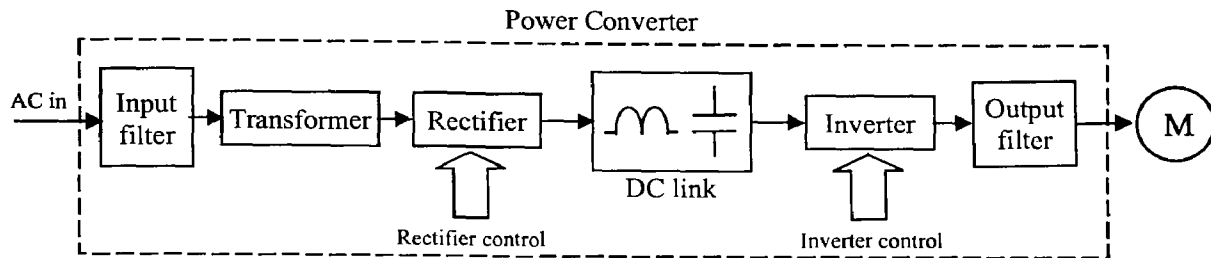 Power Converter
AC in
Input
filter
Transformer
Rectifier
DC link
Inverter
Output
filter
M
Rectifier control
Inverter control